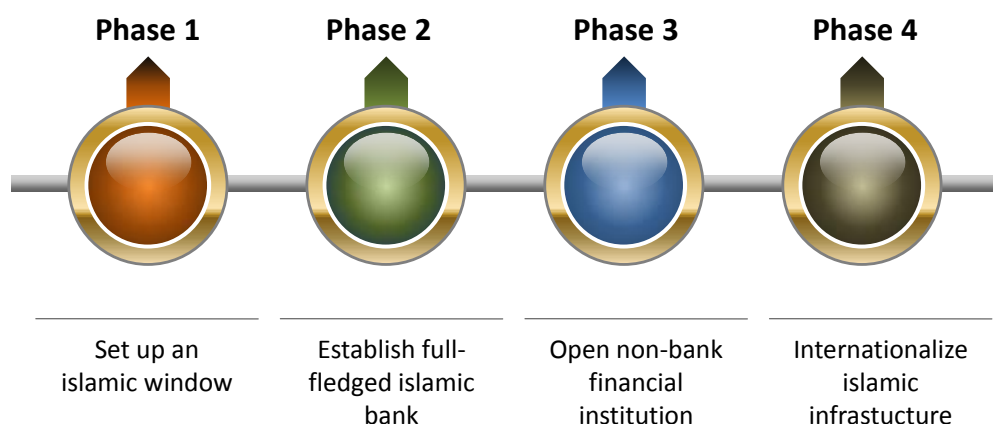 Phase 1
Phase 2
Phase 3
Phase 4
Set up an
islamic window
Establish full-
fledged islamic
bank
Open non-bank
financial
institution
Internationalize
islamic
infrastucture